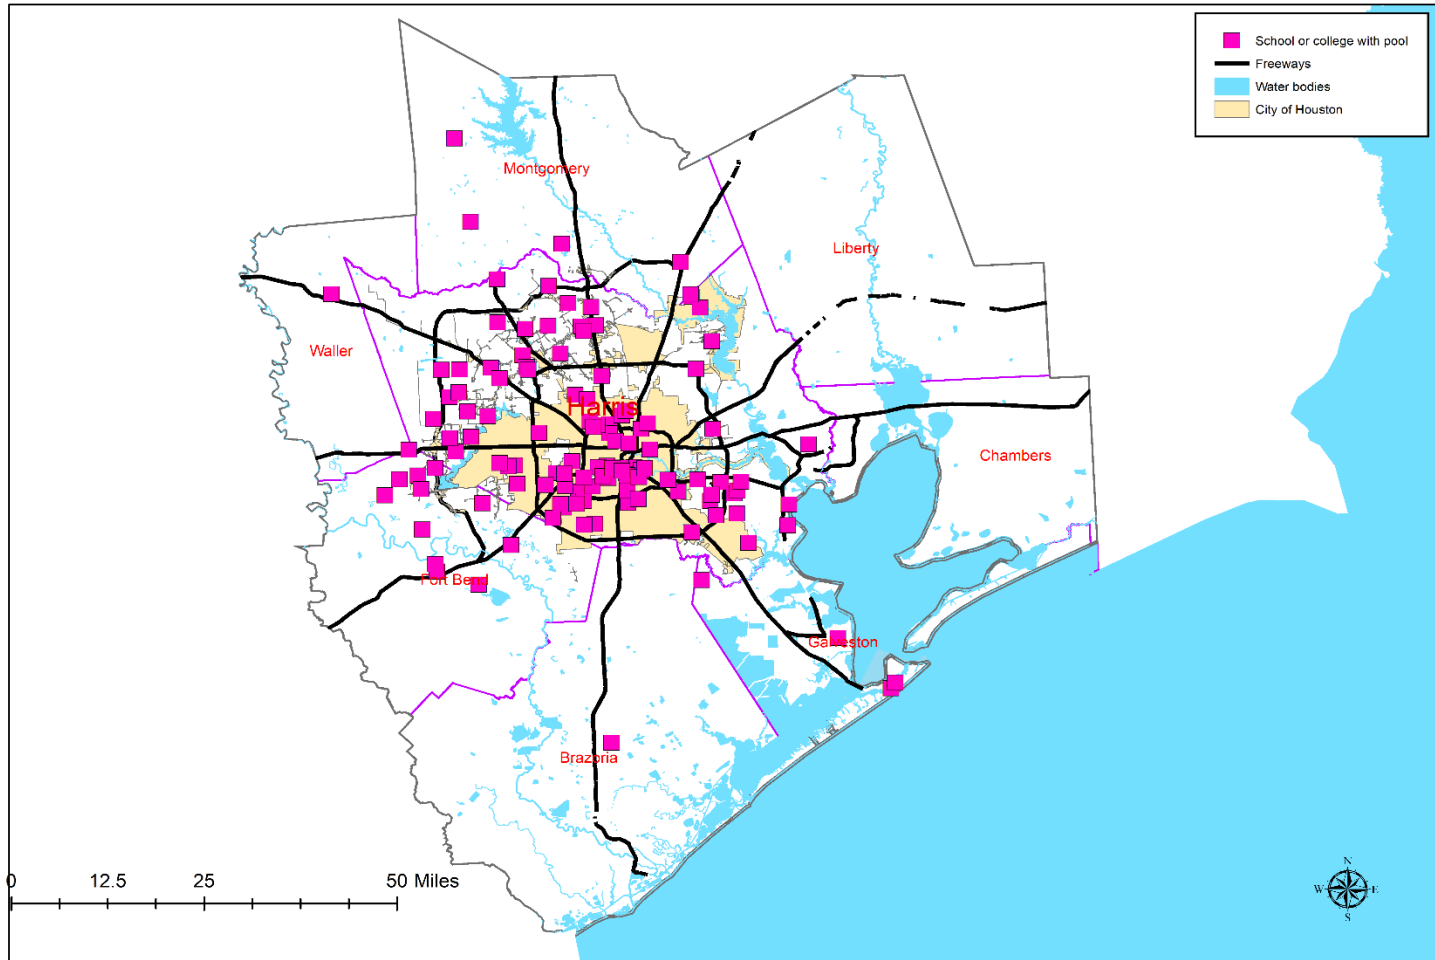 School or college with pool
Freeways
Water bodies
City of Houston
Montgomery
Liberty
Waller
Harris
Chambers
Fort Bend
Galveston
Brazoria
0 12.5 25 50 Miles
N
W E
S